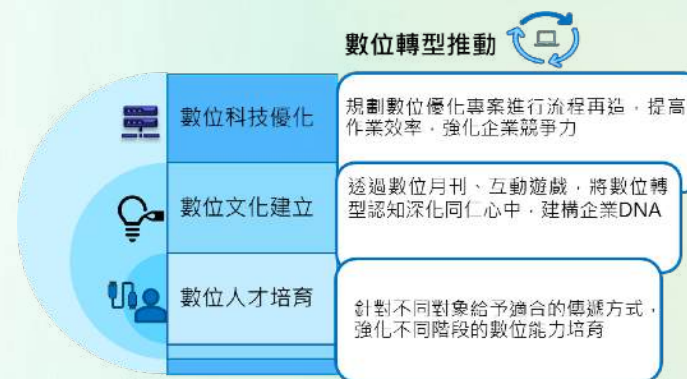 數位轉型推動
數位科技優化
規劃數位優化專案進行流程再造，提高
作業效率，強化企業競爭力
數位文化建立
透過數位月刊、互動遊戲，將數位轉
型認知深化同仁心中，建構企業DNA
數位人才培育
針對不同對象給予適合的傳遞方式，
強化不同階段的數位能力培育